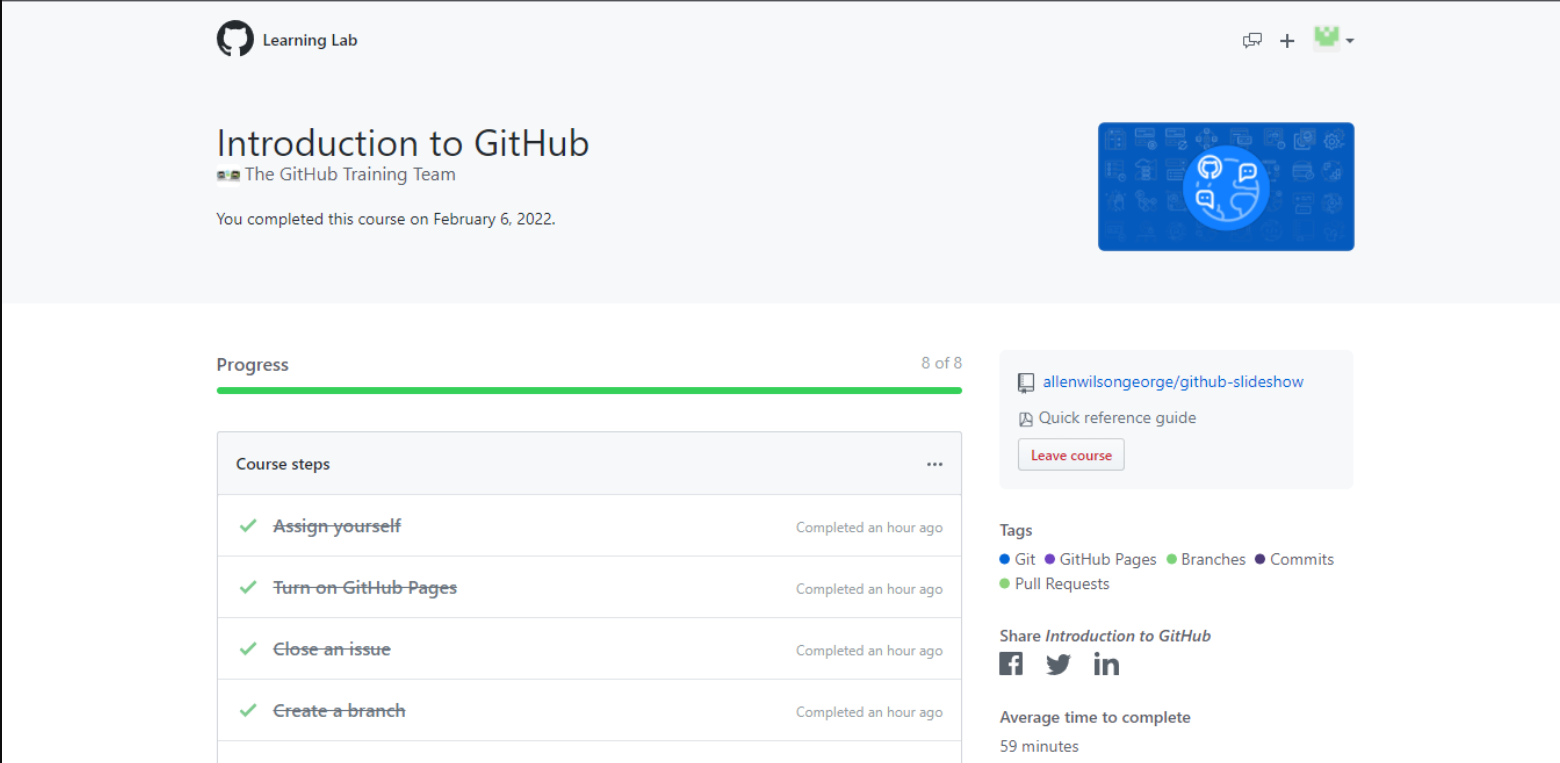 Learning Lab
Introduction to GitHub
The GitHub Training Team
You completed this course on February 6, 2022.
Progress
8 of 8
Course steps
Assign yourself
Completed an hour ago
Turn on GitHub Pages
Completed an hour ago
Close an issue
Completed an hour ago
Create a branch
Completed an hour ago
allenwilsongeorge/github-slideshow
Quick reference guide
Leave course
Tags
Git GitHub Pages Branches Commits
Pull Requests
Share Introduction to GitHub
Average time to complete
59 minutes